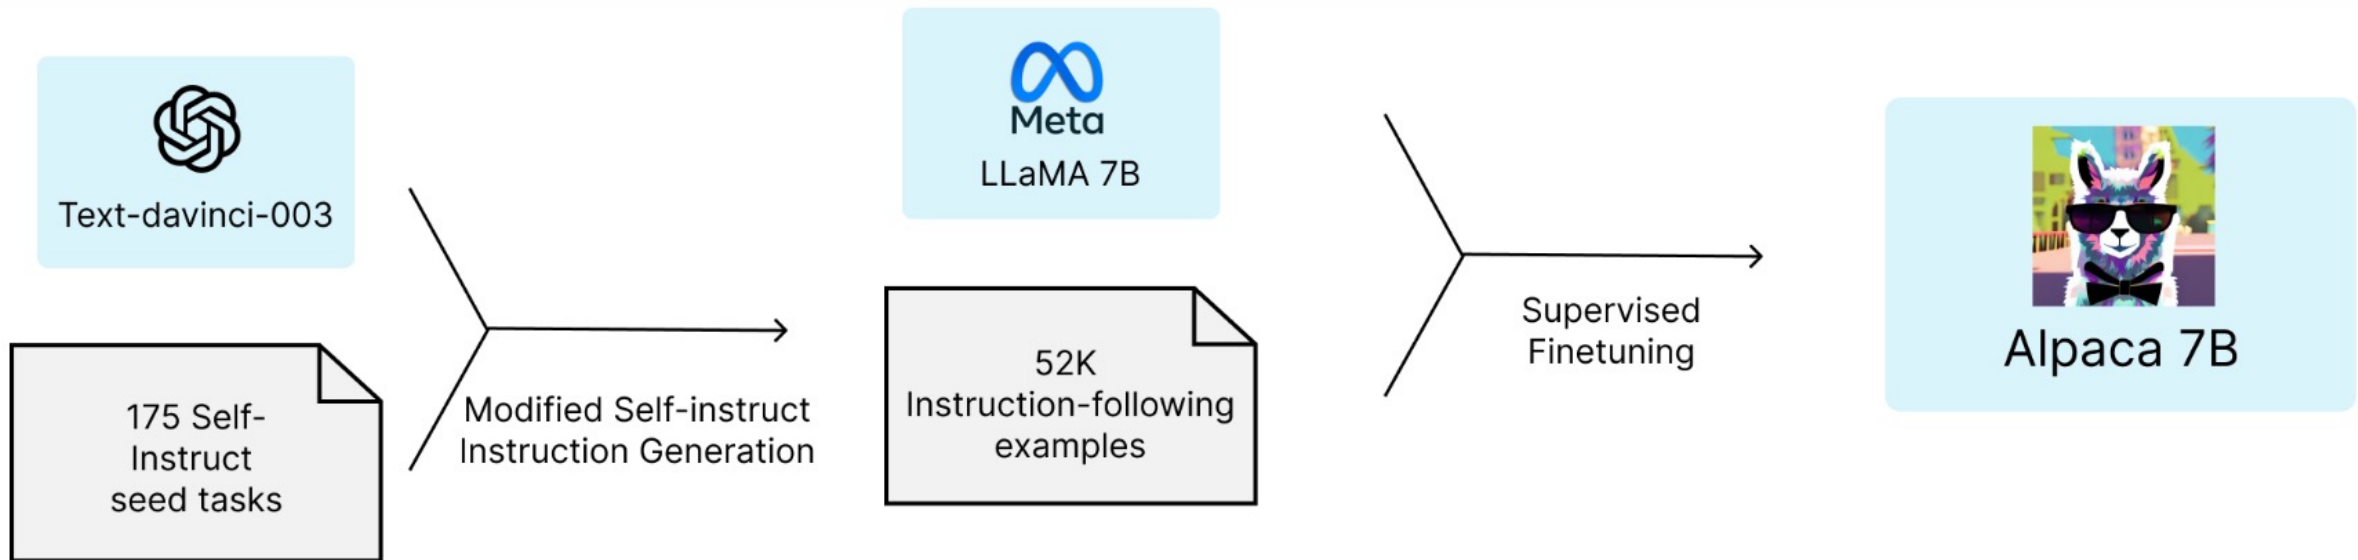 Text-davinci-003
175 Self-
Instruct
seed tasks
Modified Self-instruct
Instruction Generation
Meta
LLaMA 7B
52K
Instruction-following
examples
Supervised
Finetuning
Alpaca 7B